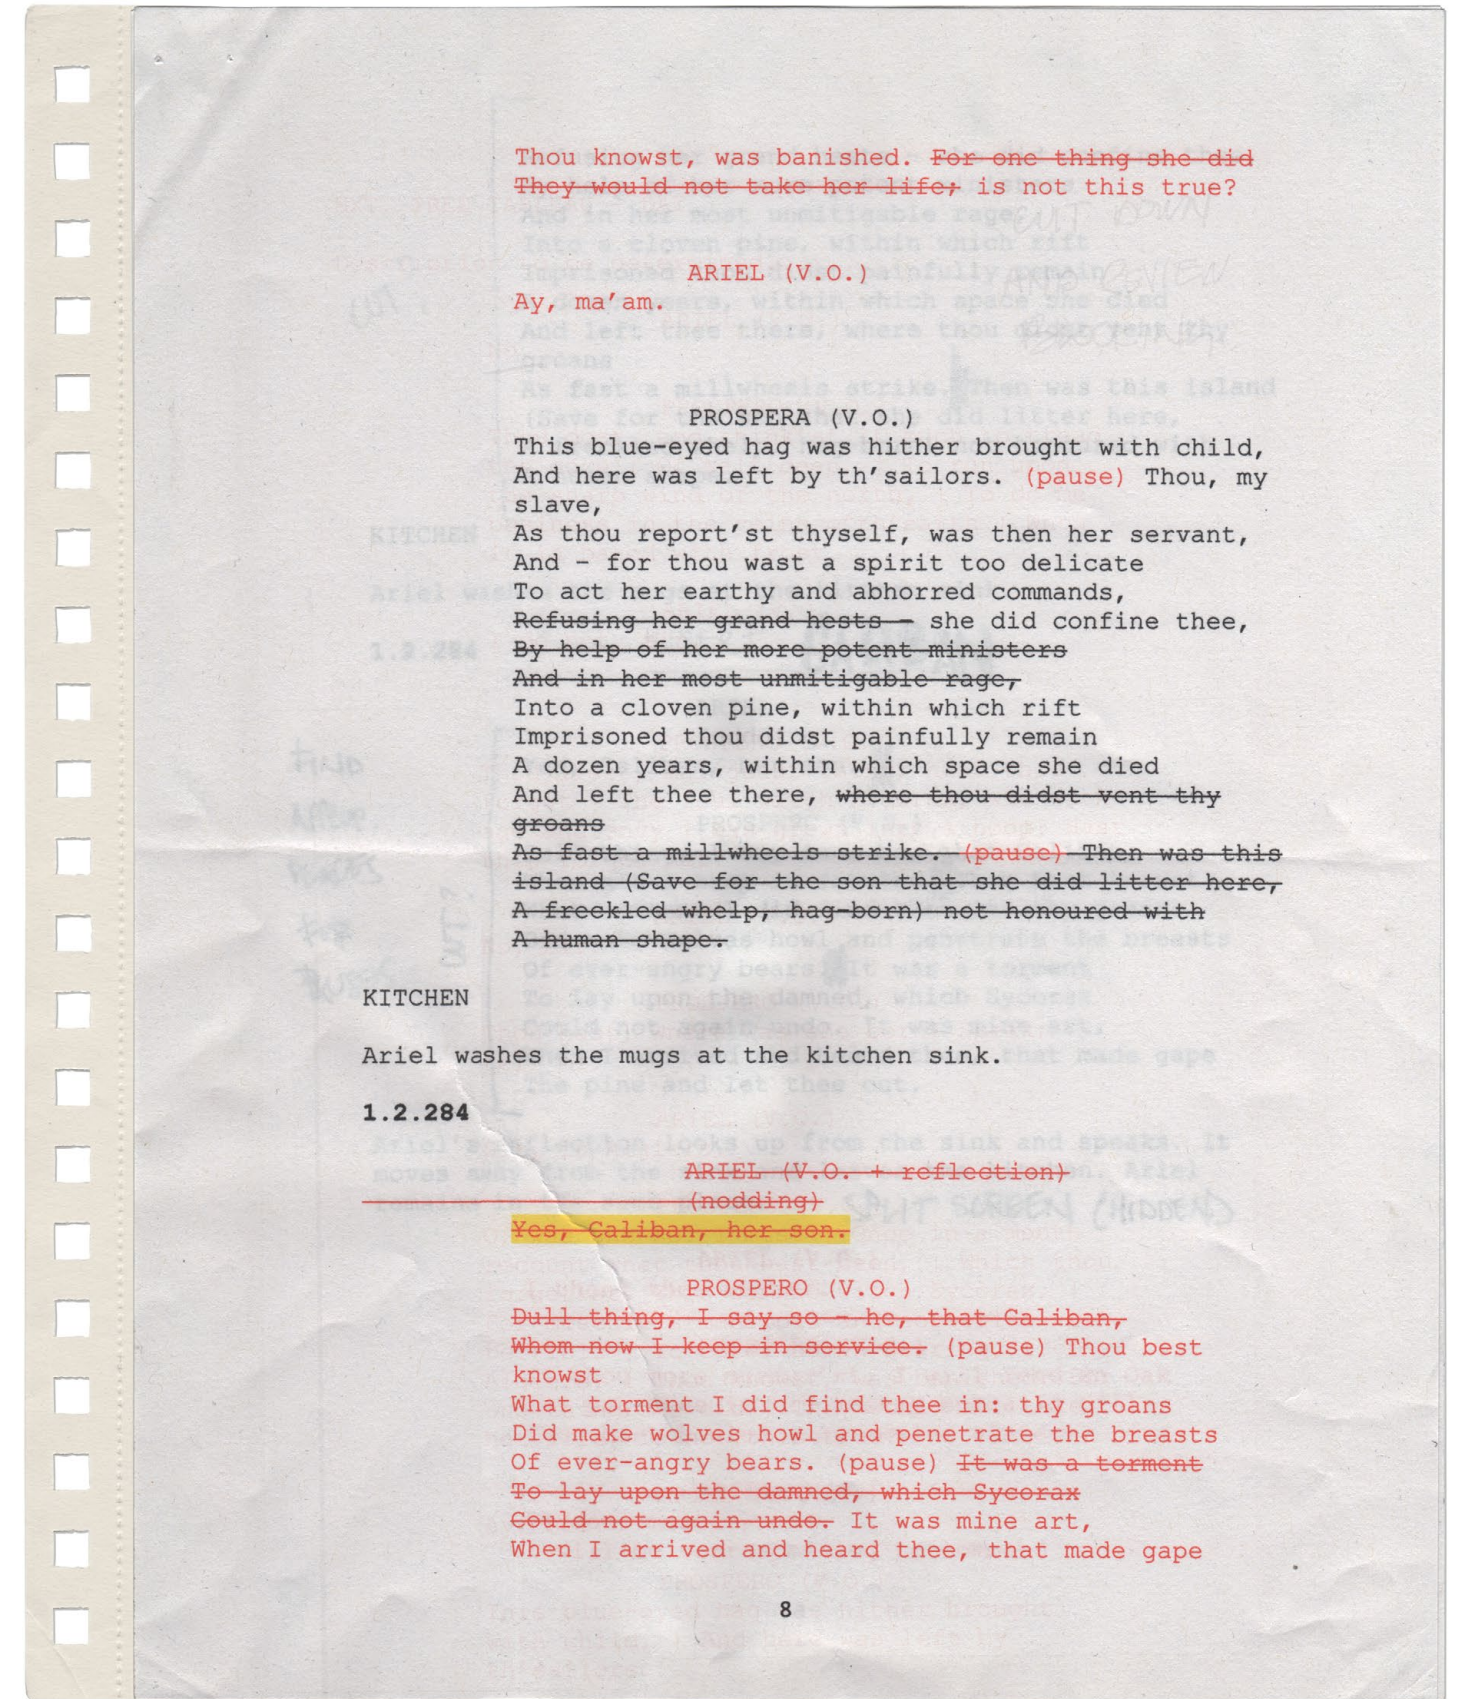 Thou knowst, was banished. For one thing she did
They would not take her life; is not this true?
ARIEL (V.O.)
Ay, ma'am.
PROSPERA (V.O.)
This blue-eyed hag was hither brought with child,
And here was left by th'sailors. (pause) Thou, my
slave,
As thou report'st thyself, was then her servant,
And - for thou wast a spirit too delicate
To act her earthy and abhorred commands,
Refusing her grand hests - she did confine thee,
By help of her more potent ministers
And in her most unmitigable rage,
Into a cloven pine, within which rift
Imprisoned thou didst painfully remain
A dozen years, within which space she died
And left thee there, where thou didst vent thy
groans
As fast a millwheels strike. (pause) Then was this
island (Save for the son that she did litter here,
A freckled whelp, hag-born) not honoured with
A human shape.
KITCHEN
Ariel washes the mugs at the kitchen sink.
1.2.284
ARIEL (V.O. + reflection)
(nodding)
Yes, Caliban, her son.
PROSPERO (V.O.)
Dull thing, I say so - he, that Caliban,
Whom now I keep in service. (pause) Thou best
knowst
What torment I did find thee in: thy groans
Did make wolves howl and penetrate the breasts
Of ever-angry bears. (pause) It was a torment
To lay upon the damned, which Sycorax
Could not again undo. It was mine art,
When I arrived and heard thee, that made gape
8